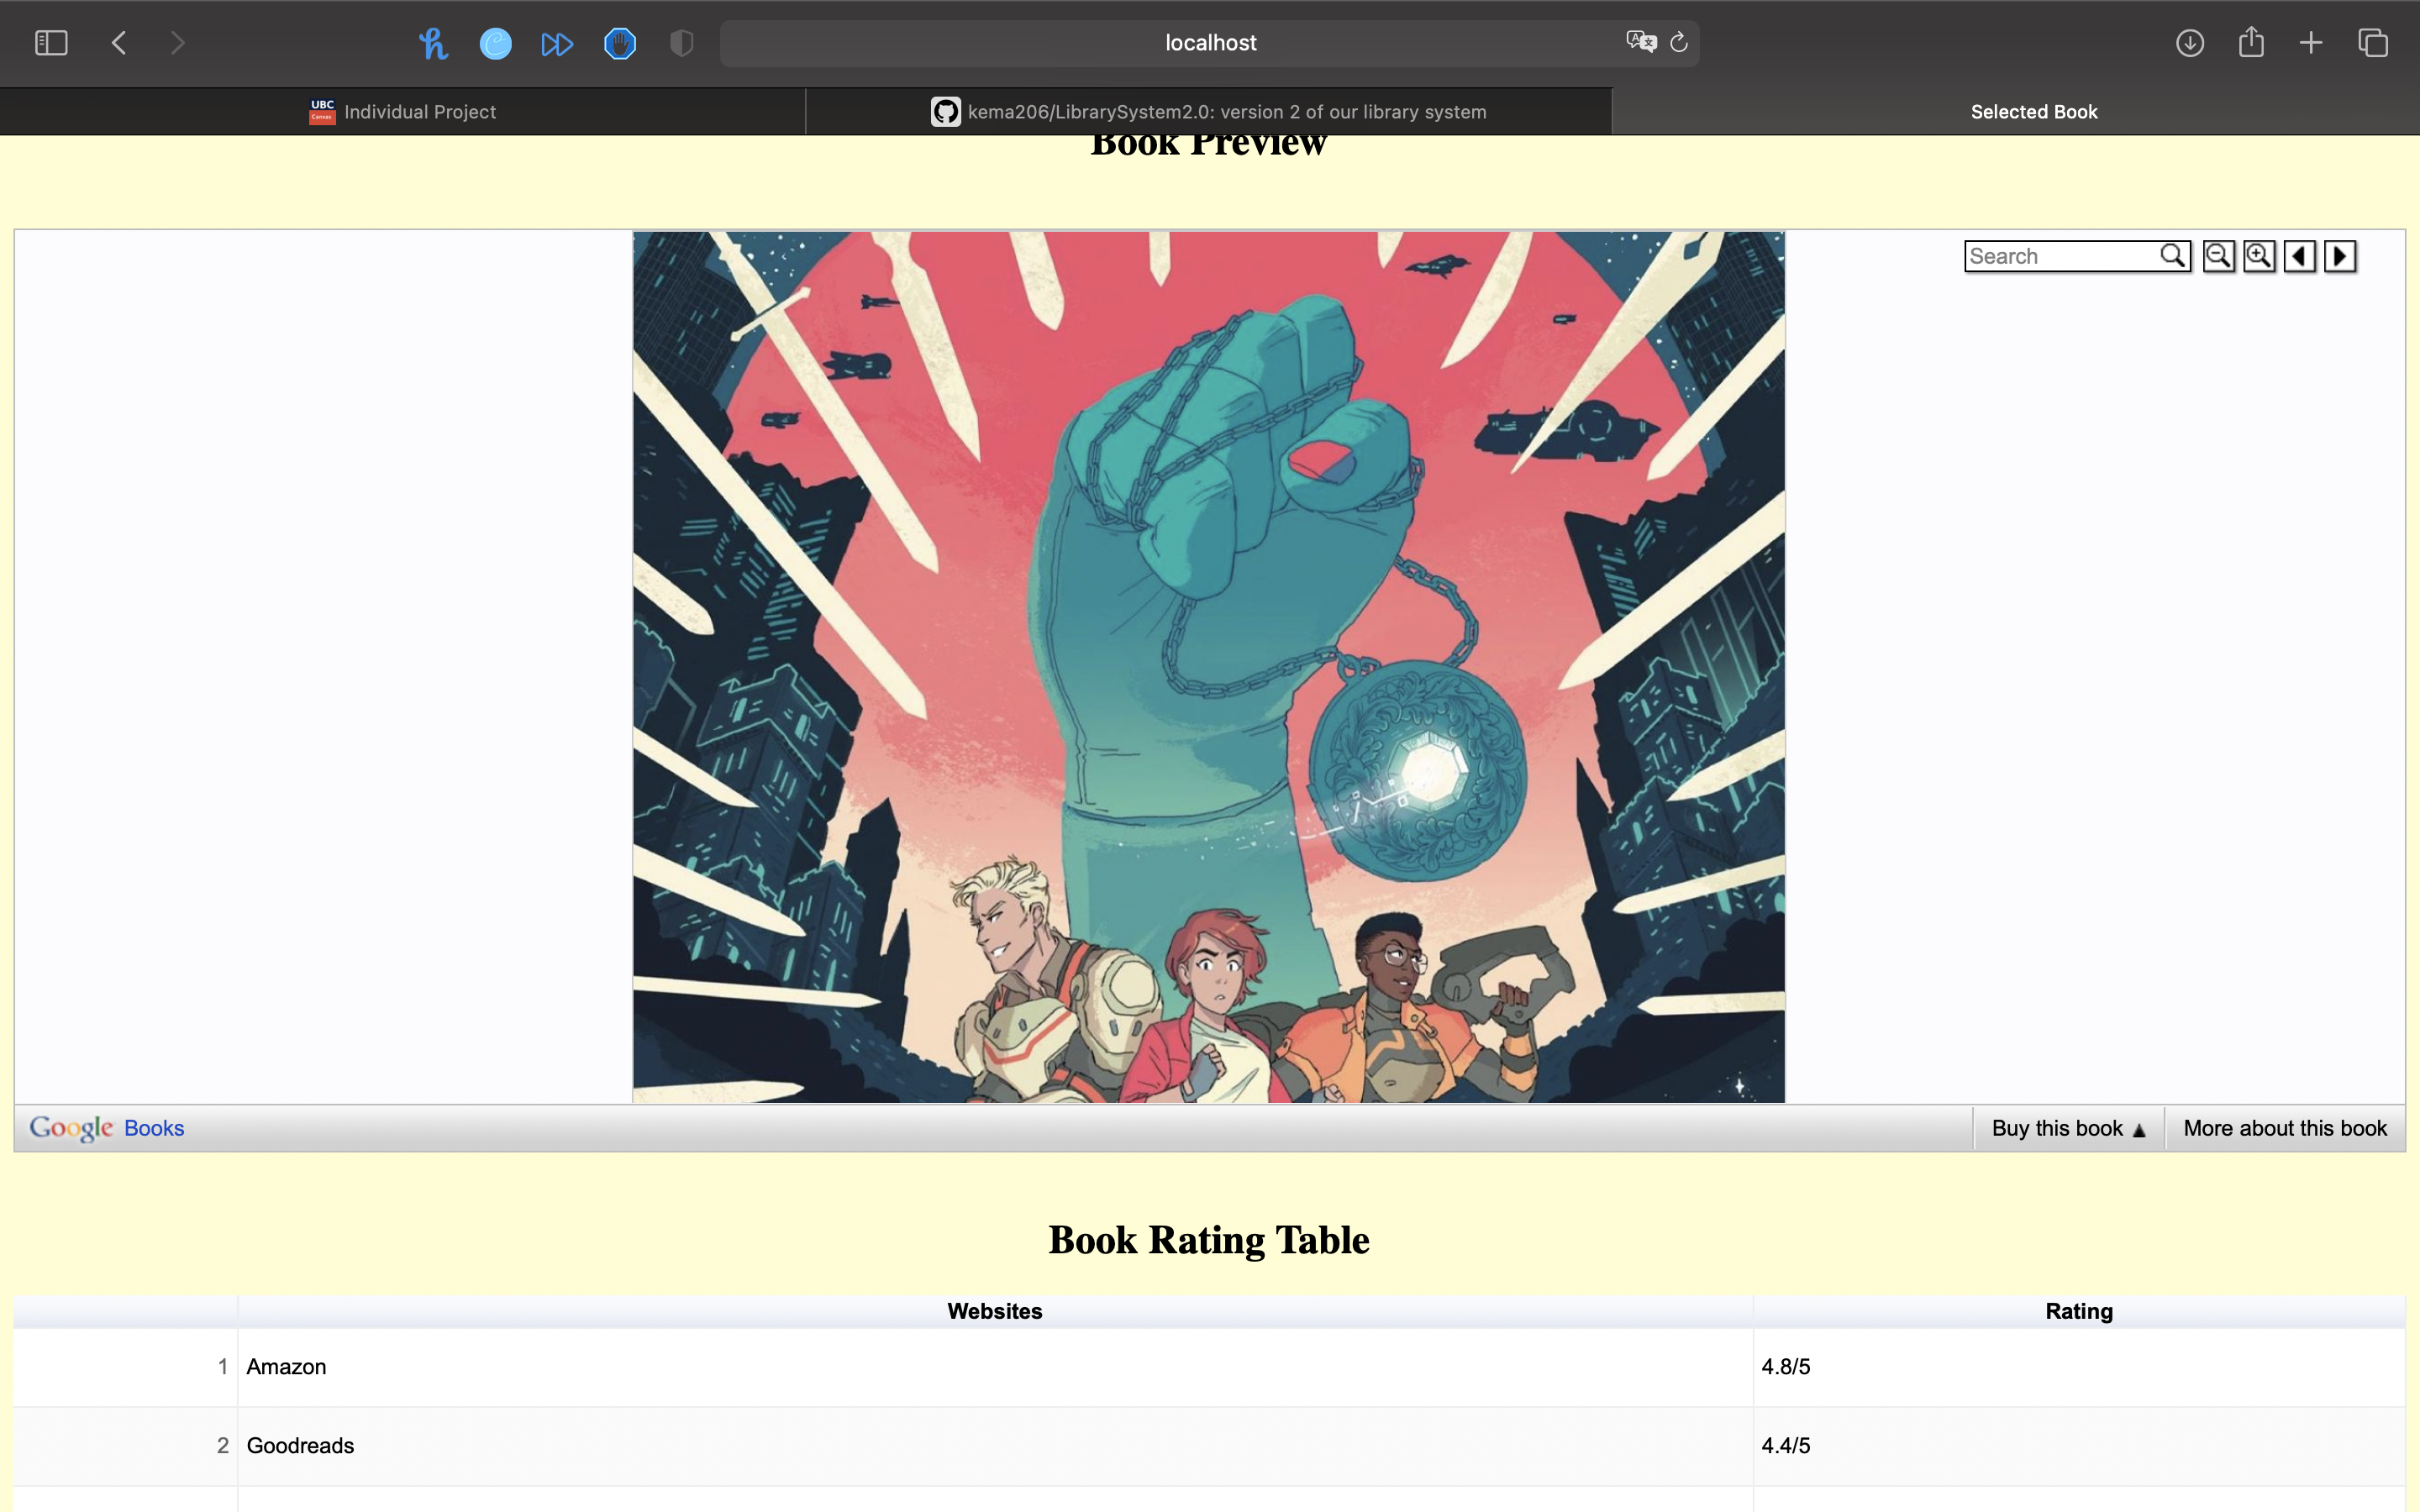 localhost
UBC
Canvas
Individual Project
kema206/LibrarySystem2.0: version 2 of our library system
Selected Book
Book Preview
Search
Google Books
Buy this book ▲
More about this book
Book Rating Table
Websites
Rating
1 Amazon 4.8/5
2 Goodreads 4.4/5